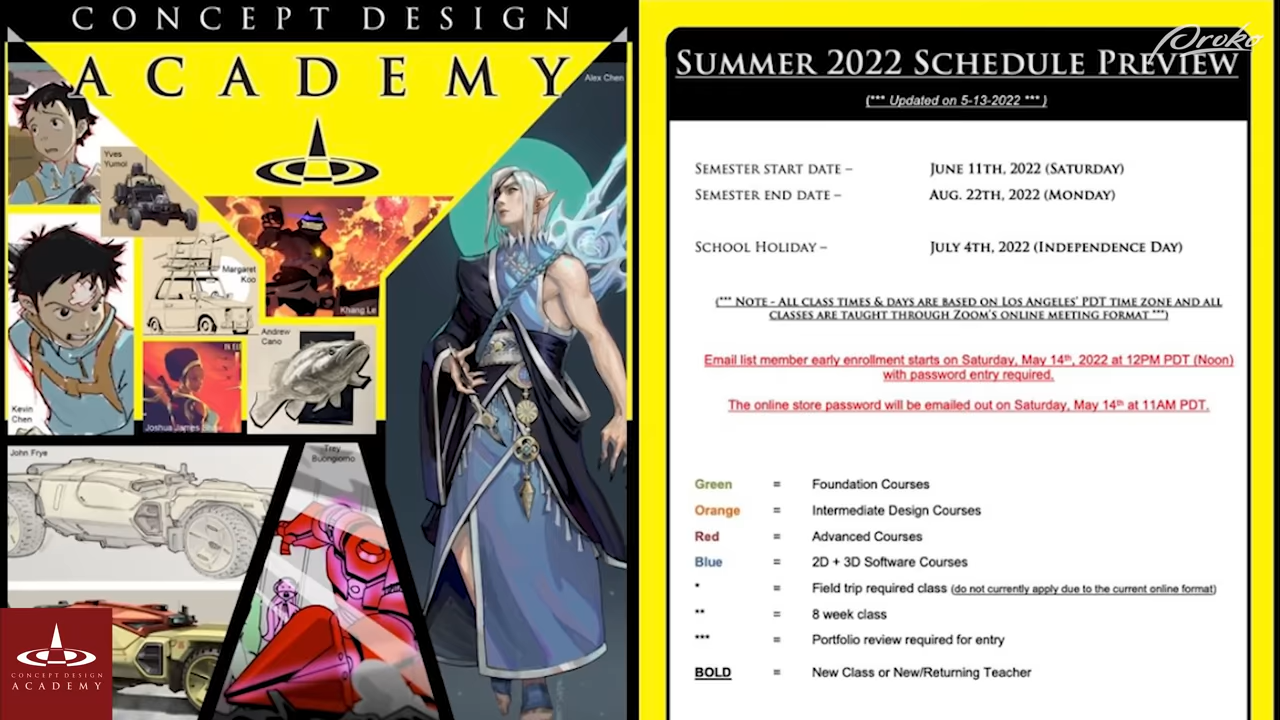 CONCEPT DESIGN
ACADEMY
Alex Chen
Yves
Yumol
Margaret
Koo
Khang Le
Andrew
Cano
Kevin
Chen
Joshua James
John Frye
Trey
Buongiorno
CONCEPT DESIGN
ACADEMY
Proko
SUMMER 2022 SCHEDULE PREVIEW
(*** Updated on 5-13-2022 *** )
SEMESTER START DATE – JUNE 11TH, 2022 (SATURDAY)
SEMESTER END DATE – AUG. 22TH, 2022 (MONDAY)
SCHOOL HOLIDAY – JULY 4TH, 2022 (INDEPENDENCE DAY)
(*** NOTE - ALL CLASS TIMES & DAYS ARE BASED ON LOS ANGELES' PDT TIME ZONE AND ALL
CLASSES ARE TAUGHT THROUGH ZOOM'S ONLINE MEETING FORMAT ***)
Email list member early enrollment starts on Saturday, May 14th, 2022 at 12PM PDT (Noon)
with password entry required.
The online store password will be emailed out on Saturday, May 14th at 11AM PDT.
Green = Foundation Courses
Orange = Intermediate Design Courses
Red = Advanced Courses
Blue = 2D + 3D Software Courses
* = Field trip required class (do not currently apply due to the current online format)
** = 8 week class
*** = Portfolio review required for entry
BOLD = New Class or New/Returning Teacher